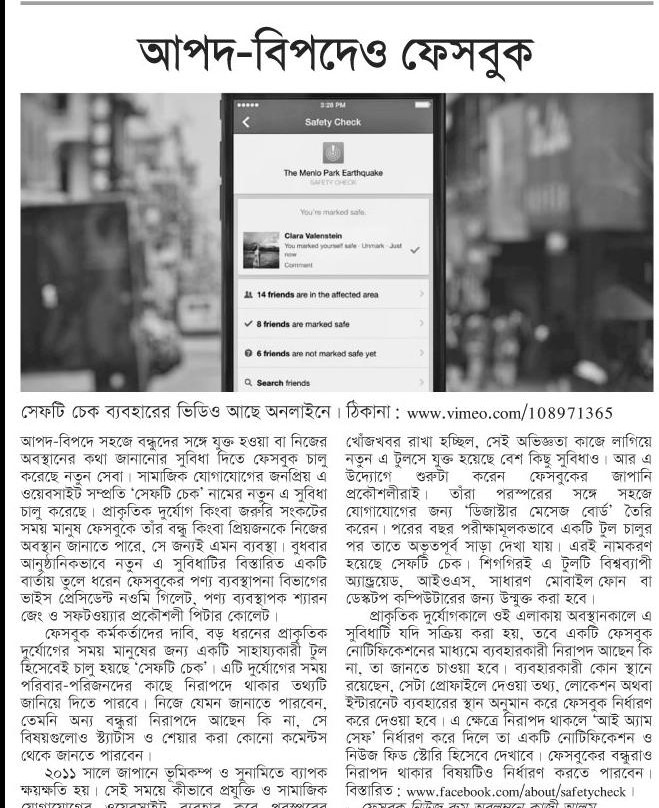 আপদ-বিপদেও ফেসবুক
3:28 PM
Safety Check
The Menlo Park Earthquake
SAFETY CHECK
You're marked safe.
Clara Valenstein
You marked yourself safe · Unmark · Just
now
Comment
14 friends are in the affected area
8 friends are marked safe
6 friends are not marked safe yet
Search friends
সেফটি চেক ব্যবহারের ভিডিও আছে অনলাইনে। ঠিকানা : www.vimeo.com/108971365
আপদ-বিপদে সহজে বন্ধুদের সঙ্গে যুক্ত হওয়া বা নিজের
অবস্থানের কথা জানানোর সুবিধা দিতে ফেসবুক চালু
করেছে নতুন সেবা। সামাজিক যোগাযোগের জনপ্রিয় এ
ওয়েবসাইট সম্প্রতি ‘সেফটি চেক’ নামের নতুন এ সুবিধা
চালু করেছে। প্রাকৃতিক দুর্যোগ কিংবা জরুরি সংকটের
সময় মানুষ ফেসবুকে তাঁর বন্ধু কিংবা প্রিয়জনকে নিজের
অবস্থান জানাতে পারে, সে জন্যই এমন ব্যবস্থা। বুধবার
আনুষ্ঠানিকভাবে নতুন এ সুবিধাটির বিস্তারিত একটি
বার্তায় তুলে ধরেন ফেসবুকের পণ্য ব্যবস্থাপনা বিভাগের
ভাইস প্রেসিডেন্ট নওমি গিলেট, পণ্য ব্যবস্থাপক শ্যারন
জেং ও সফটওয়্যার প্রকৌশলী পিটার কোলেট।
ফেসবুক কর্মকর্তাদের দাবি, বড় ধরনের প্রাকৃতিক
দুর্যোগের সময় মানুষের জন্য একটি সাহায্যকারী টুল
হিসেবেই চালু হয়েছে ‘সেফটি চেক’। এটি দুর্যোগের সময়
পরিবার-পরিজনদের কাছে নিরাপদে থাকার তথ্যটি
জানিয়ে দিতে পারবে। নিজে যেমন জানাতে পারবেন,
তেমনি অন্য বন্ধুরা নিরাপদে আছেন কি না, সে
বিষয়গুলোও স্ট্যাটাস ও শেয়ার করা কোনো কমেন্টস
থেকে জানতে পারবেন।
২০১১ সালে জাপানে ভূমিকম্প ও সুনামিতে ব্যাপক
ক্ষয়ক্ষতি হয়। সেই সময়ে কীভাবে প্রযুক্তি ও সামাজিক
যোগাযোগের ওয়েবসাইট ব্যবহার করে পরস্পরের
খোঁজখবর রাখা হচ্ছিল, সেই অভিজ্ঞতা কাজে লাগিয়ে
নতুন এ টুলসে যুক্ত হয়েছে বেশ কিছু সুবিধাও। আর এ
উদ্যোগে শুরুটা করেন ফেসবুকের জাপানি
প্রকৌশলীরাই। তাঁরা পরস্পরের সঙ্গে সহজে
যোগাযোগের জন্য ‘ডিজাস্টার মেসেজ বোর্ড’ তৈরি
করেন। পরের বছর পরীক্ষামূলকভাবে একটি টুল চালুর
পর তাতে অভূতপূর্ব সাড়া দেখা যায়। এরই নামকরণ
হয়েছে সেফটি চেক। শিগগিরই এ টুলটি বিশ্বব্যাপী
অ্যান্ড্রয়েড, আইওএস, সাধারণ মোবাইল ফোন বা
ডেস্কটপ কম্পিউটারের জন্য উন্মুক্ত করা হবে।
প্রাকৃতিক দুর্যোগকালে ওই এলাকায় অবস্থানকালে এ
সুবিধাটি যদি সক্রিয় করা হয়, তবে একটি ফেসবুক
নোটিফিকেশনের মাধ্যমে ব্যবহারকারী নিরাপদ আছেন কি
না, তা জানতে চাওয়া হবে। ব্যবহারকারী কোন স্থানে
রয়েছেন, সেটা প্রোফাইলে দেওয়া তথ্য, লোকেশন অথবা
ইন্টারনেট ব্যবহারের স্থান অনুমান করে ফেসবুক নির্ধারণ
করে দেওয়া হবে। এ ক্ষেত্রে নিরাপদ থাকলে ‘আই অ্যাম
সেফ’ নির্ধারণ করে দিলে তা একটি নোটিফিকেশন ও
নিউজ ফিড স্টোরি হিসেবে দেখাবে। ফেসবুকের বন্ধুরাও
নিরাপদ থাকার বিষয়টিও নির্ধারণ করতে পারবেন।
বিস্তারিত : www.facebook.com/about/safetycheck।